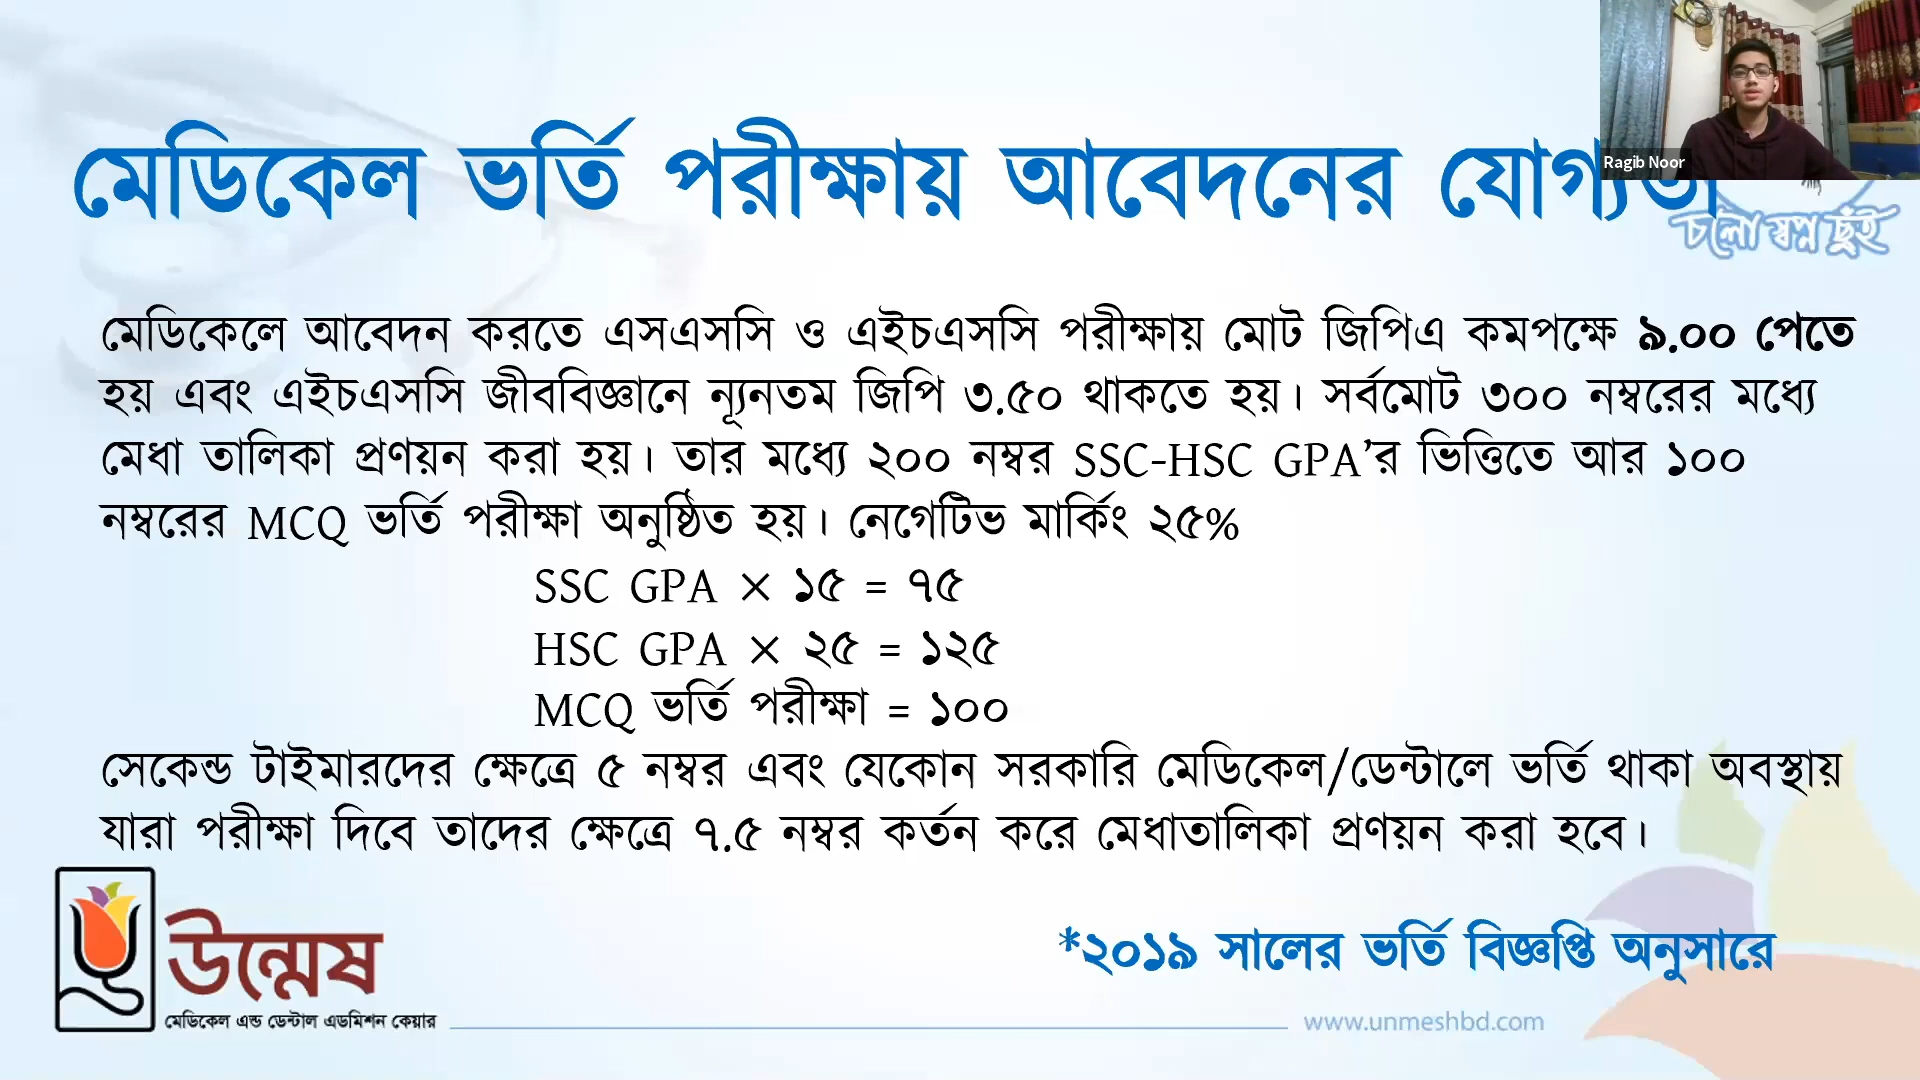 Ragib Noor
মেডিকেল ভর্তি পরীক্ষায় আবেদনের যোগ্যতা
চলো স্বপ্ন ছুঁই
মেডিকেলে আবেদন করতে এসএসসি ও এইচএসসি পরীক্ষায় মোট জিপিএ কমপক্ষে ৯.০০ পেতে
হয় এবং এইচএসসি জীববিজ্ঞানে ন্যূনতম জিপি ৩.৫০ থাকতে হয়। সর্বমোট ৩০০ নম্বরের মধ্যে
মেধা তালিকা প্রণয়ন করা হয়। তার মধ্যে ২০০ নম্বর SSC-HSC GPA’র ভিত্তিতে আর ১০০
নম্বরের MCQ ভর্তি পরীক্ষা অনুষ্ঠিত হয়। নেগেটিভ মার্কিং ২৫%
SSC GPA × ১৫ = ৭৫
HSC GPA × ২৫ = ১২৫
MCQ ভর্তি পরীক্ষা = ১০০
সেকেন্ড টাইমারদের ক্ষেত্রে ৫ নম্বর এবং যেকোন সরকারি মেডিকেল/ডেন্টালে ভর্তি থাকা অবস্থায়
যারা পরীক্ষা দিবে তাদের ক্ষেত্রে ৭.৫ নম্বর কর্তন করে মেধাতালিকা প্রণয়ন করা হবে।
*২০১৯ সালের ভর্তি বিজ্ঞপ্তি অনুসারে
উন্মেষ
মেডিকেল এন্ড ডেন্টাল এডমিশন কেয়ার
www.unmeshbd.com